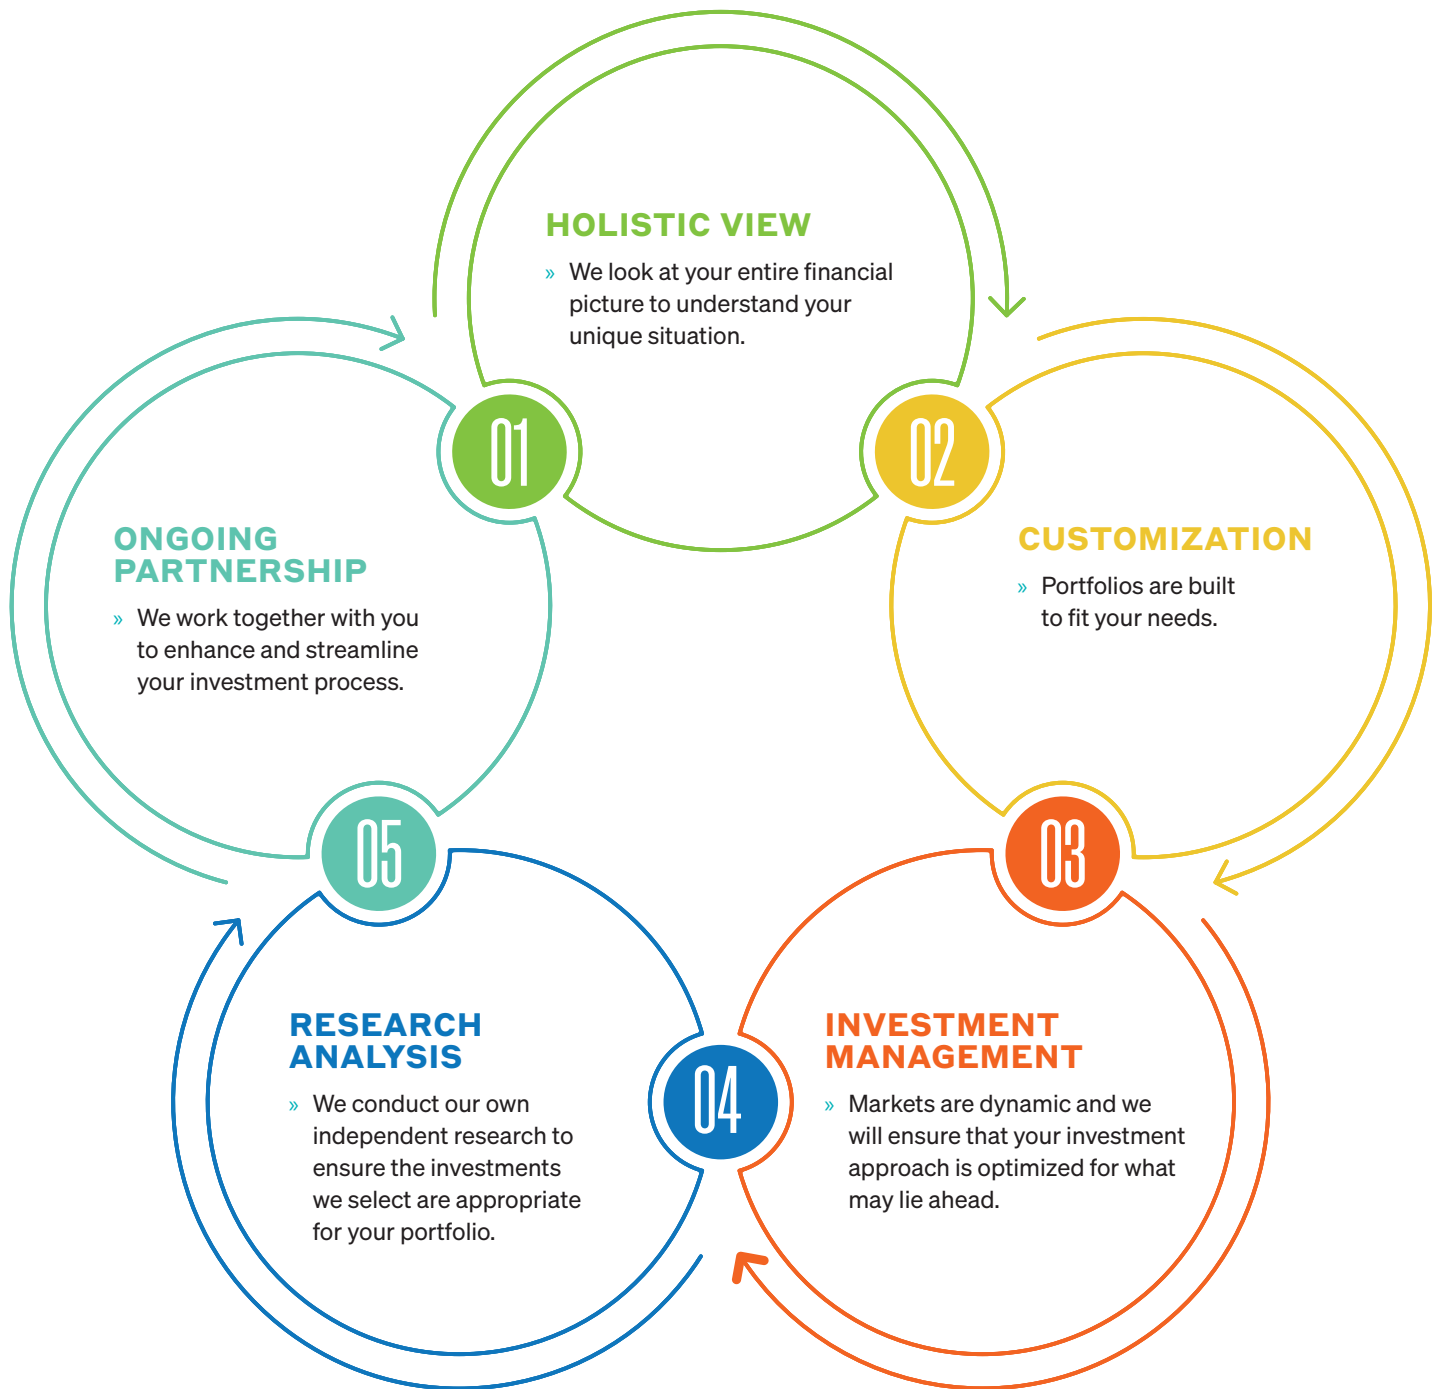 01
HOLISTIC VIEW
» We look at your entire financial
picture to understand your
unique situation.
02
CUSTOMIZATION
» Portfolios are built
to fit your needs.
03
INVESTMENT
MANAGEMENT
» Markets are dynamic and we
will ensure that your investment
approach is optimized for what
may lie ahead.
04
RESEARCH
ANALYSIS
» We conduct our own
independent research to
ensure the investments
we select are appropriate
for your portfolio.
05
ONGOING
PARTNERSHIP
» We work together with you
to enhance and streamline
your investment process.